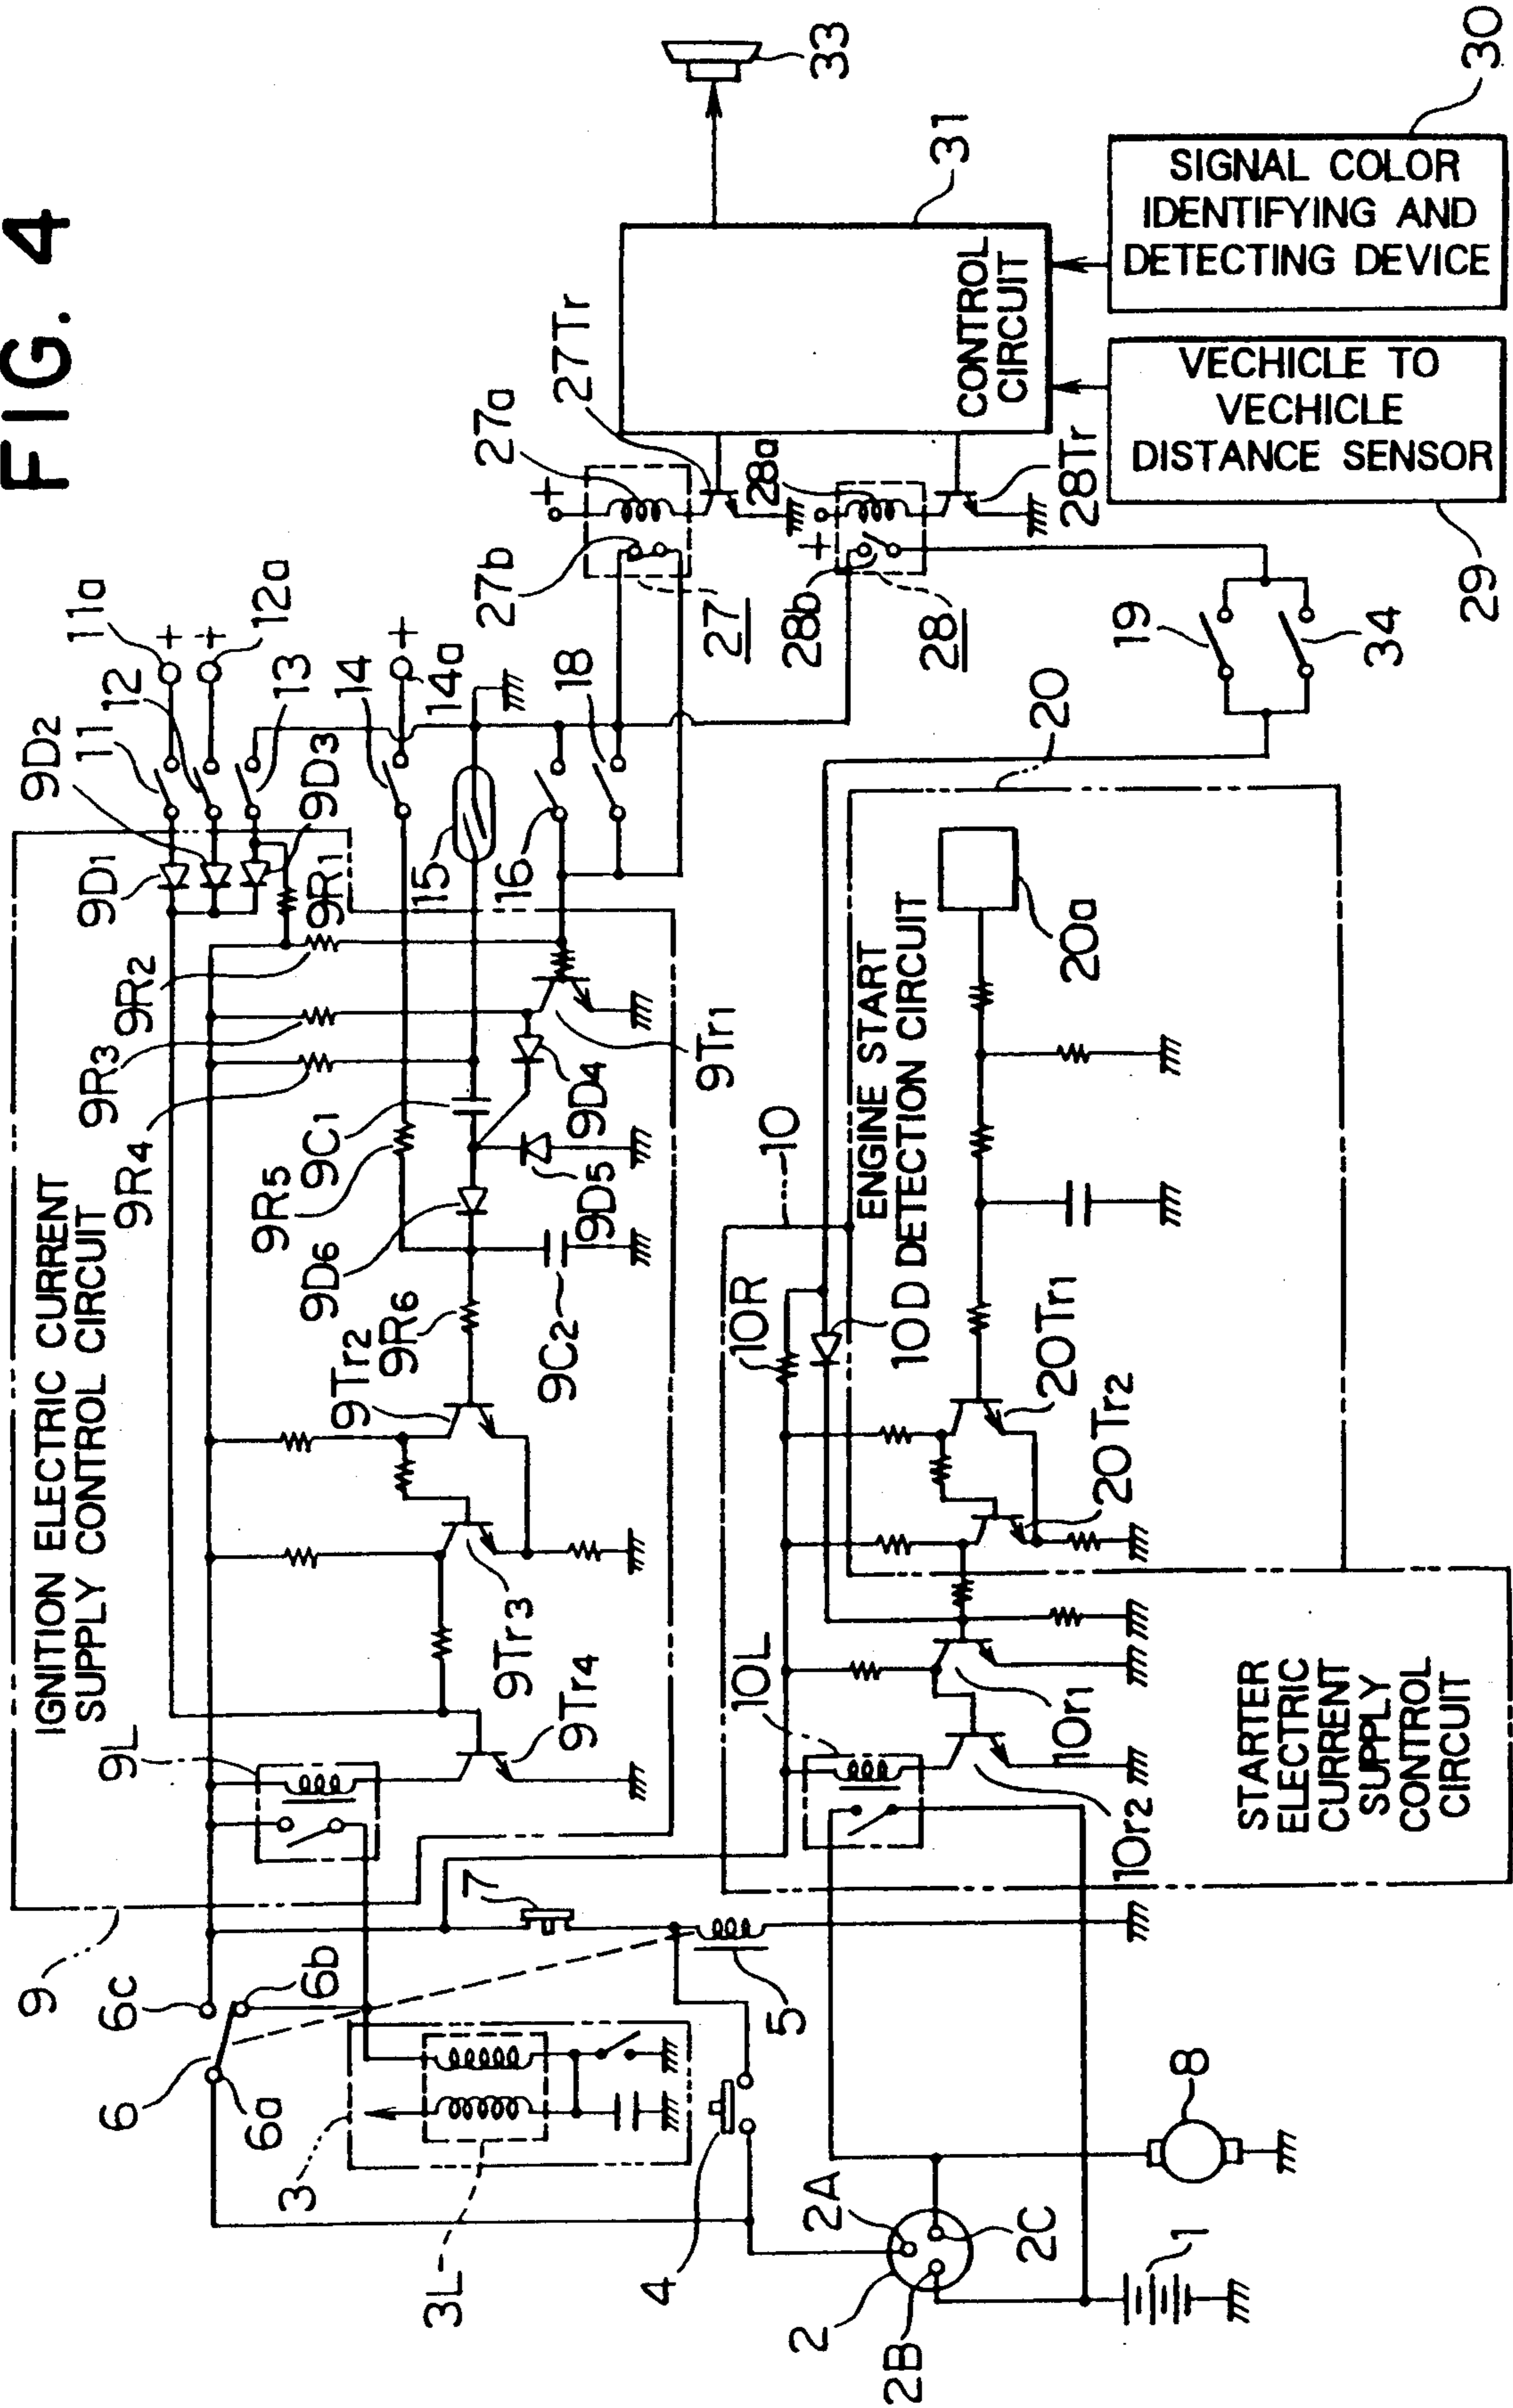 FIG. 4
IGNITION ELECTRIC CURRENT
SUPPLY CONTROL CIRCUIT
9
9L
9Tr4
9Tr3
9Tr2
9R6
9D6
9R5
9C2
9C1
9R4
9R3
9R2
9R1
9D5
9D4
9Tr1
9D1
9D2
9D3
11
12
13
11a
12a
14
14a
15
16
18
6
6a
6b
6c
7
5
3
3L
4
2
2A
2B
2C
1
8
27
27a
27b
27Tr
28
28a
28b
28Tr
+
+
+
+
+
CONTROL
CIRCUIT
31
33
SIGNAL COLOR
IDENTIFYING AND
DETECTING DEVICE
30
VECHICLE TO
VECHICLE
DISTANCE SENSOR
29
19
34
20
10
ENGINE START
DETECTION CIRCUIT
20a
10R
10D
20Tr1
20Tr2
10L
10r1
10r2
STARTER
ELECTRIC
CURRENT
SUPPLY
CONTROL
CIRCUIT